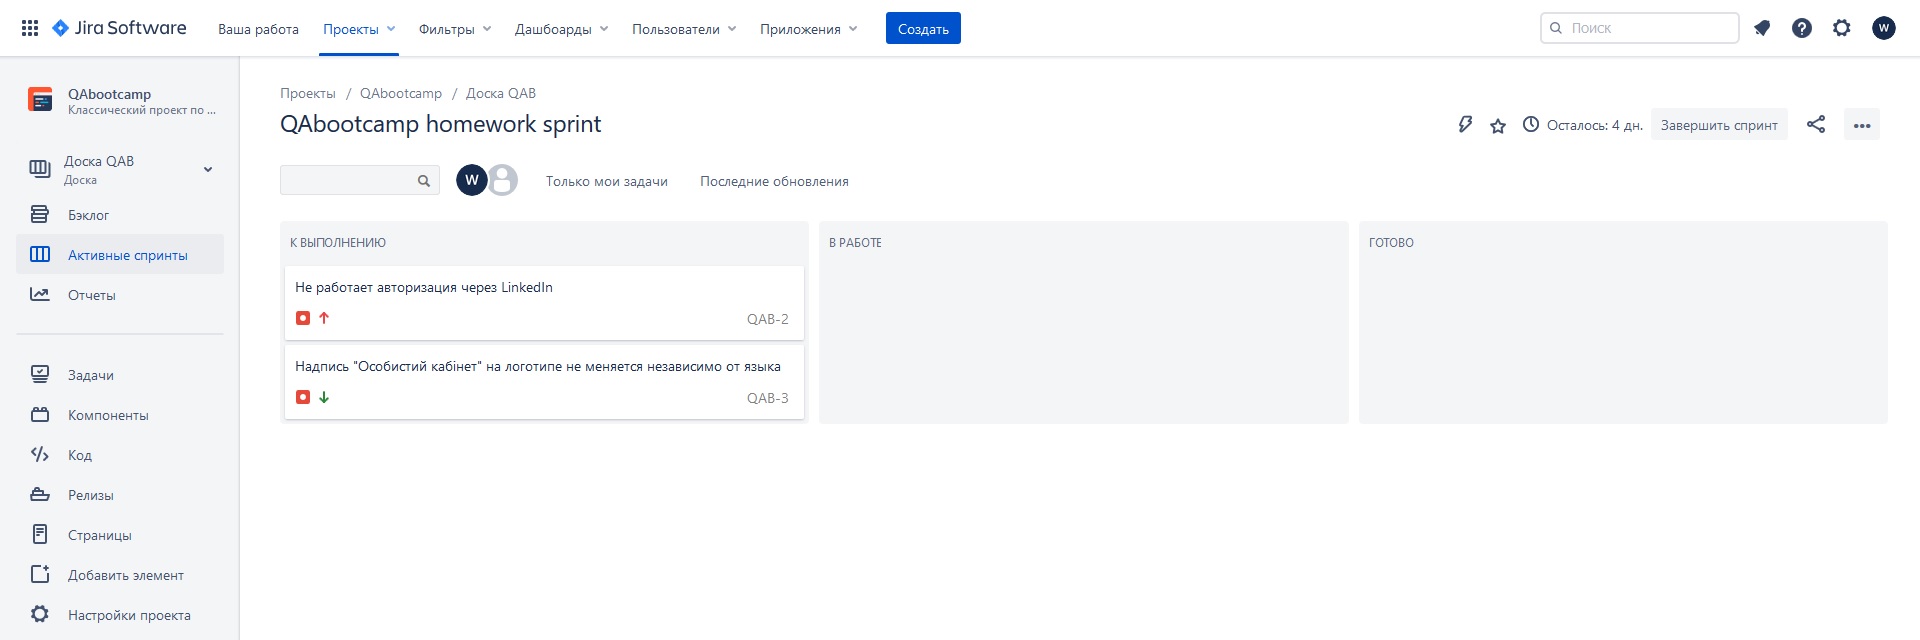 Jira Software
Ваша работа
Проекты
Фильтры
Дашбоарды
Пользователи
Приложения
Создать
Поиск
W
QAbootcamp
Классический проект по ...
Доска QAB
Доска
Бэклог
Активные спринты
Отчеты
Задачи
Компоненты
Код
Релизы
Страницы
Добавить элемент
Настройки проекта
Проекты / QAbootcamp / Доска QAB
QAbootcamp homework sprint
Осталось: 4 дн.
Завершить спринт
W
Только мои задачи
Последние обновления
К ВЫПОЛНЕНИЮ
Не работает авторизация через LinkedIn
QAB-2
Надпись "Особистий кабінет" на логотипе не меняется независимо от языка
QAB-3
В РАБОТЕ
ГОТОВО